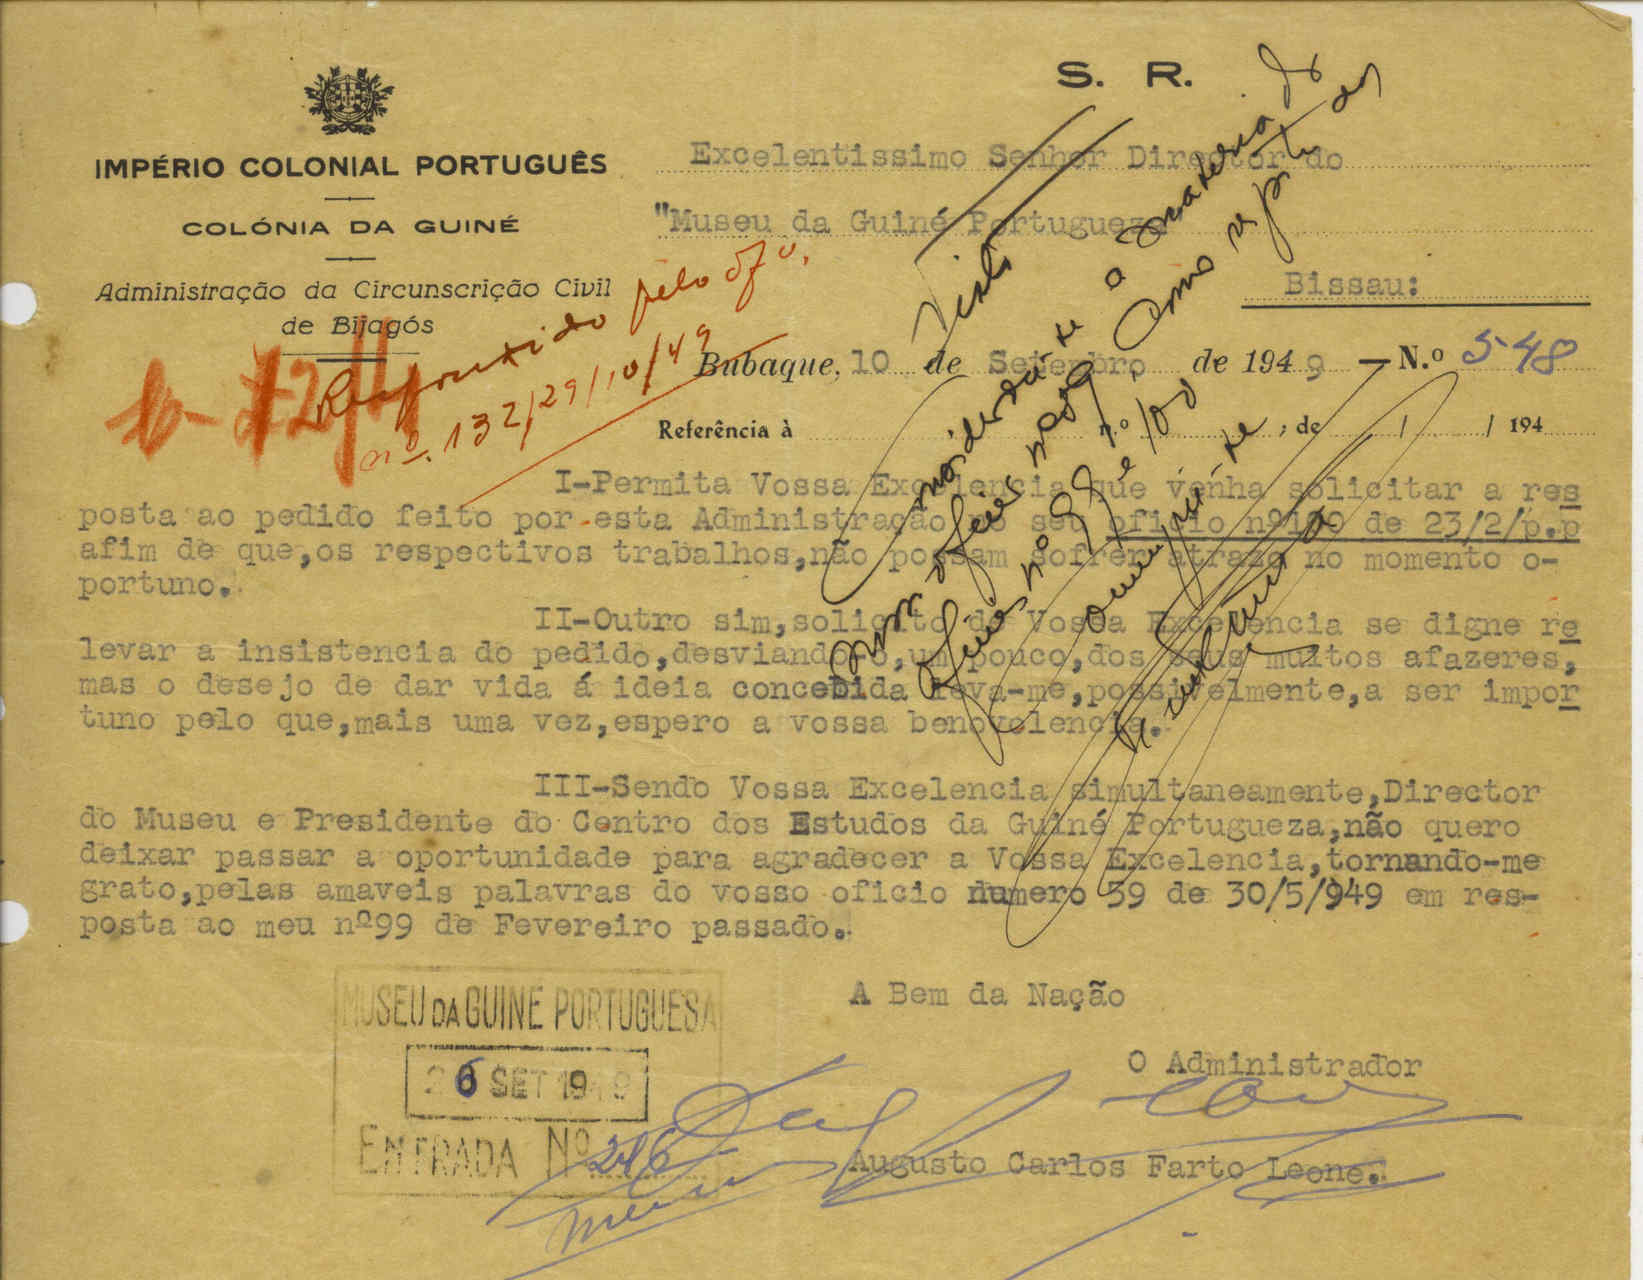 S. R.
IMPÉRIO COLONIAL PORTUGUÊS
COLÓNIA DA GUINÉ
Administração da Circunscrição Civil
de Bijagós
Excelentissimo Senhor Director do
"Museu da Guiné Portugueza
Bissau:
Bubaque, 10 de Setembro de 1949 — N.º 548
Referência à n.º ; de / / 194
Respondido pelo of.º,
nº. 132, 29/10/49
Visto
I-Permita Vossa Excelencia que venha solicitar a res
posta ao pedido feito por esta Administração no seu oficio nº100 de 23/2/p.p
afim de que,os respectivos trabalhos,não possam sofrer atrazo no momento o-
portuno.
II-Outro sim,solicito de Vossa Excelencia se digne re
levar a insistencia do pedido,desviando o,um pouco,dos seus muitos afazeres,
mas o desejo de dar vida á ideia concebida leva-me,possivelmente,a ser impor
tuno pelo que,mais uma vez,espero a vossa benevolencia.
III-Sendo Vossa Excelencia simultaneamente,Director
do Museu e Presidente do Centro dos Estudos da Guiné Portugueza,não quero
deixar passar a oportunidade para agradecer a Vossa Excelencia,tornando-me
grato,pelas amaveis palavras do vosso oficio numero 39 de 30/5/949 em res-
posta ao meu nº99 de Fevereiro passado.
A Bem da Nação
O Administrador
Augusto Carlos Farto Leone.
MUSEU DA GUINÉ PORTUGUESA
26 SET 1949
ENTRADA Nº 246